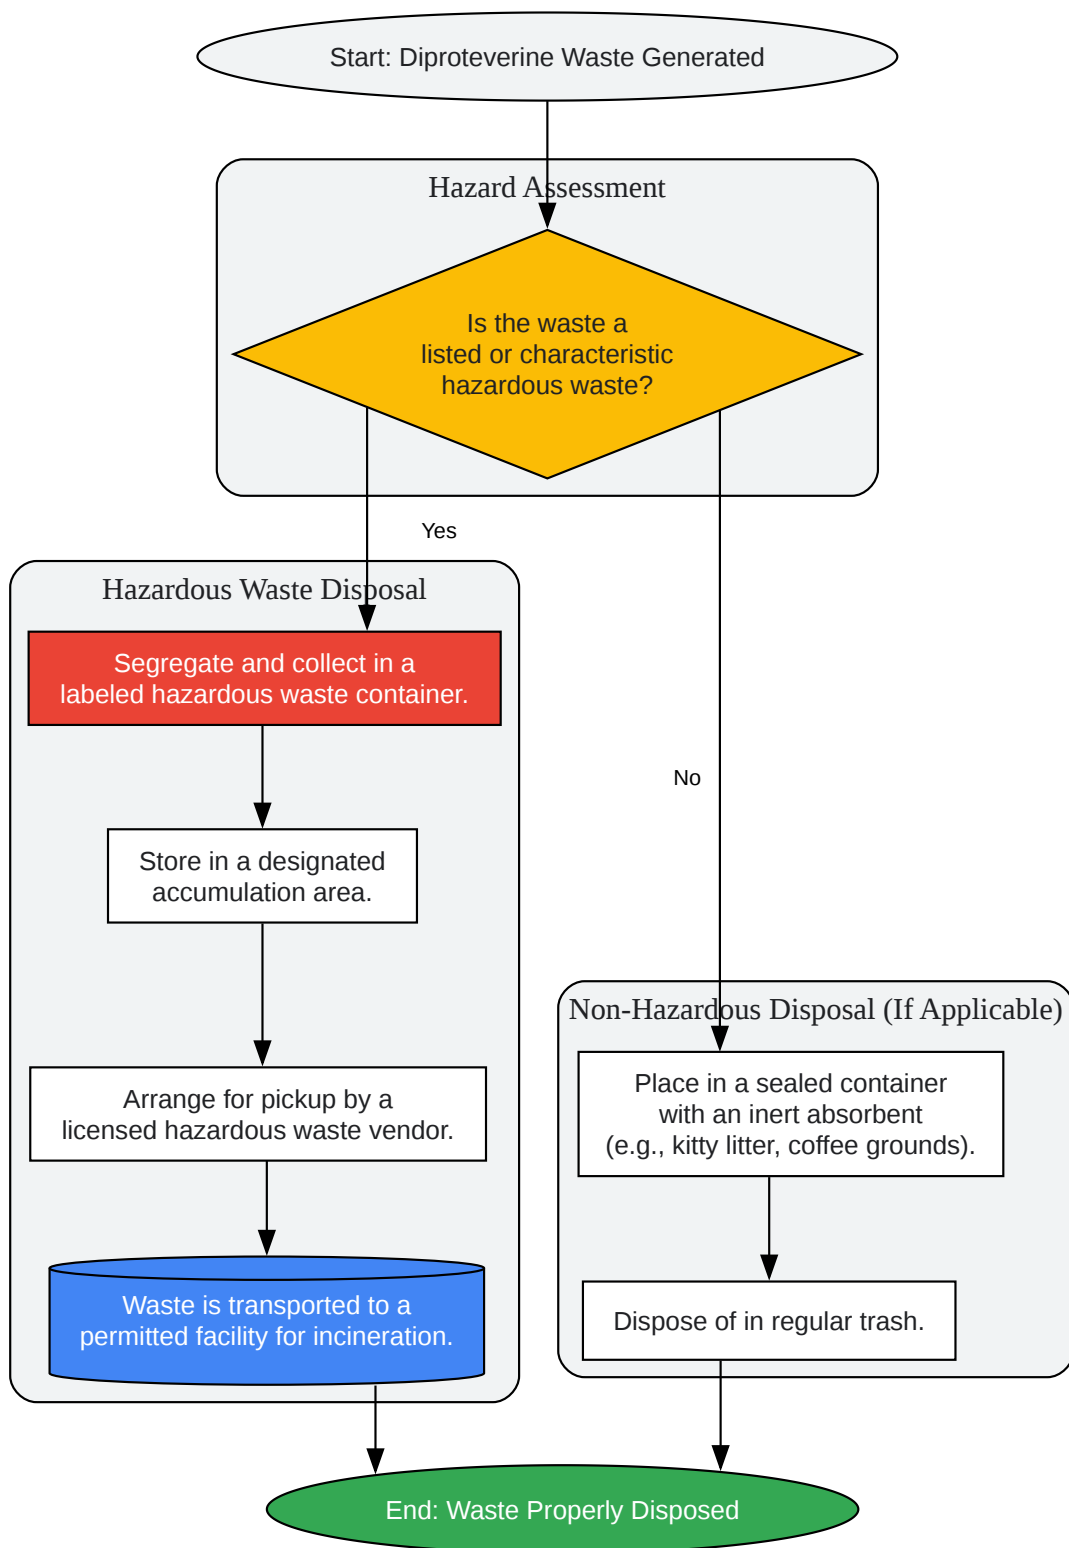 Start: Diproteverine Waste Generated
Hazard Assessment
Is the waste a
listed or characteristic
hazardous waste?
Yes
Hazardous Waste Disposal
Segregate and collect in a
labeled hazardous waste container.
Store in a designated
accumulation area.
Arrange for pickup by a
licensed hazardous waste vendor.
Waste is transported to a
permitted facility for incineration.
No
Non-Hazardous Disposal (If Applicable)
Place in a sealed container
with an inert absorbent
(e.g., kitty litter, coffee grounds).
Dispose of in regular trash.
End: Waste Properly Disposed